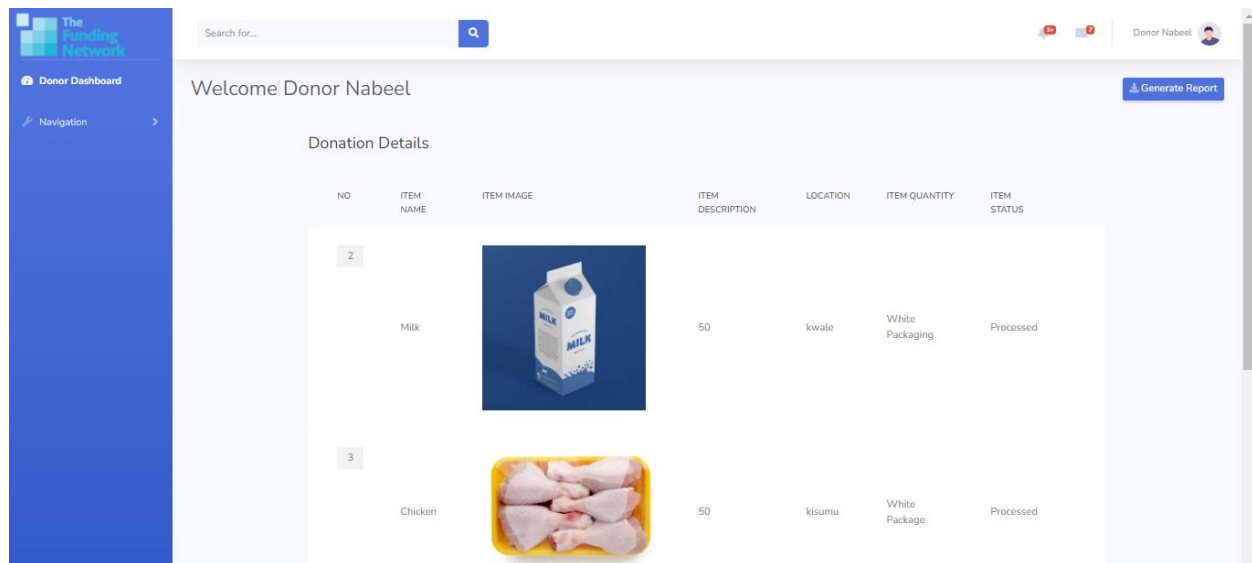 The
Funding
Network
Search for...
3+
7
Donor Nabeel
Donor Dashboard
Navigation
Welcome Donor Nabeel
Generate Report
Donation Details
NO
ITEM
NAME
ITEM IMAGE
ITEM
DESCRIPTION
LOCATION
ITEM QUANTITY
ITEM
STATUS
2
Milk
MILK
MILK
50
kwale
White
Packaging
Processed
3
Chicken
50
kisumu
White
Package
Processed